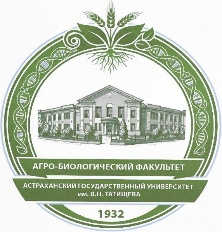 АГРО-БИОЛОГИЧЕСКИЙ ФАКУЛЬТЕТ
АСТРАХАНСКИЙ ГОСУДАРСТВЕННЫЙ УНИВЕРСИТЕТ
им. В.Н. ТАТИЩЕВА
1932